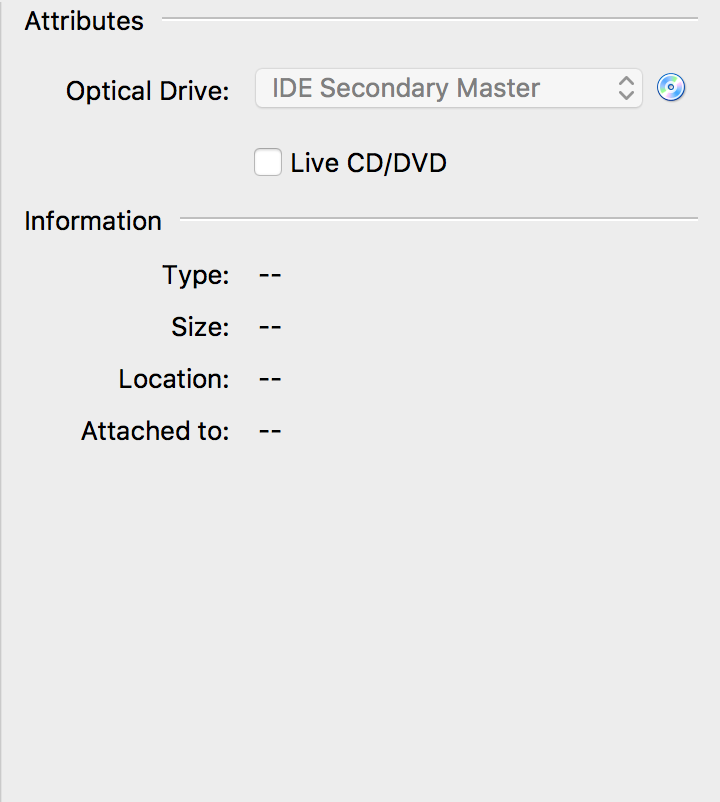 Attributes
Optical Drive: IDE Secondary Master
Live CD/DVD
Information
Type: --
Size: --
Location: --
Attached to: --